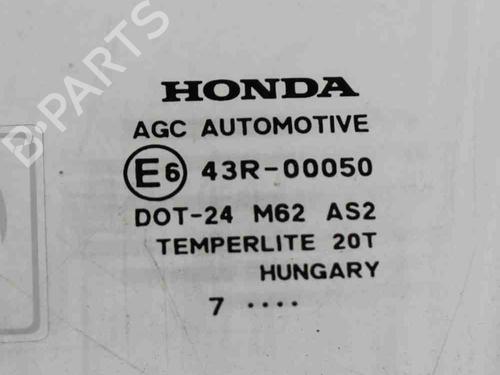 B-PARTS
HONDA
AGC AUTOMOTIVE
E6 43R-00050
DOT-24 M62 AS2
TEMPERLITE 20T
HUNGARY
7 ....